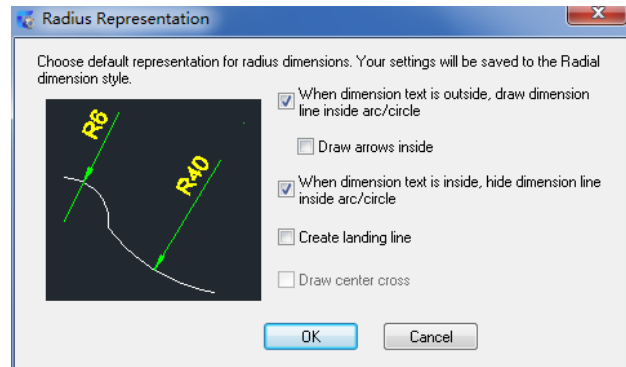 Radius Representation
Choose default representation for radius dimensions. Your settings will be saved to the Radial
dimension style.
R6
R40
When dimension text is outside, draw dimension
line inside arc/circle
Draw arrows inside
When dimension text is inside, hide dimension line
inside arc/circle
Create landing line
Draw center cross
OK Cancel